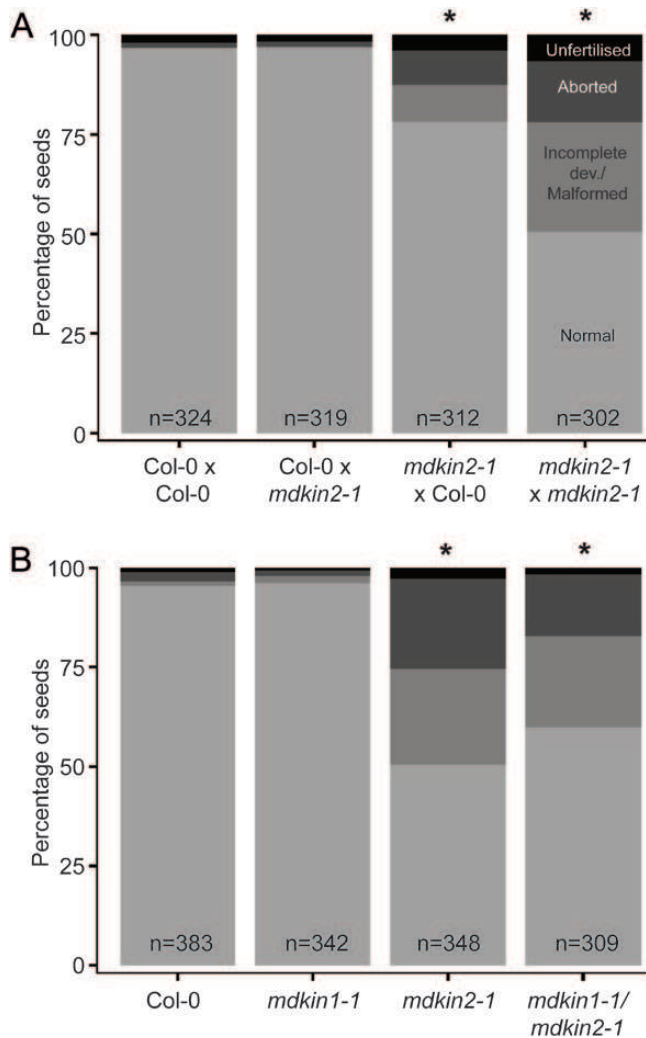 A
* *
100
75
50
25
0
Percentage of seeds
Unfertilised
Aborted
Incomplete
dev./
Malformed
Normal
n=324 n=319 n=312 n=302
Col-0 x
Col-0
Col-0 x
mdkin2-1
mdkin2-1
x Col-0
mdkin2-1
x mdkin2-1
B
* *
100
75
50
25
0
Percentage of seeds
n=383 n=342 n=348 n=309
Col-0
mdkin1-1
mdkin2-1
mdkin1-1/
mdkin2-1